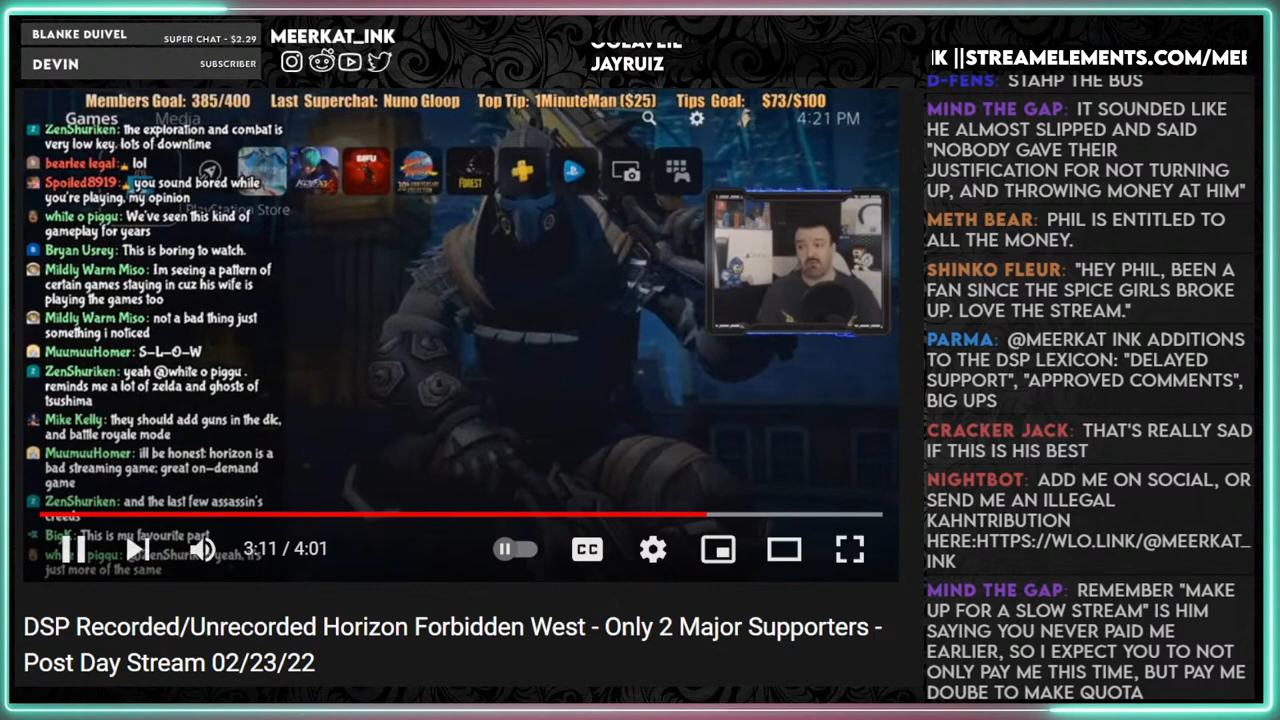 BLANKE DUIVEL
SUPER CHAT - $2.29
DEVIN
SUBSCRIBER
MEERKAT_INK
JAYRUIZ
||STREAMELEMENTS.COM/MEE
Members Goal: 385/400 Last Superchat: Nuno Gloop Top Tip: 1MinuteMan ($25) Tips Goal: $73/$100
Games Media
4:21 PM
ZenShuriken: the exploration and combat is
very low key. lots of downtime
bearlee legal: lol
Spoiled8919: you sound bored while
you're playing, my opinion
PlayStation Store
while o piggu: We've seen this kind of
gameplay for years
Bryan Usrey: This is boring to watch.
Mildly Warm Miso: Im seeing a pattern of
certain games staying in cuz his wife is
playing the games too
Mildly Warm Miso: not a bad thing just
something i noticed
MuumuuHomer: S-L-O-W
ZenShuriken: yeah @while o piggu .
reminds me a lot of zelda and ghosts of
tsushima
Mike Kelly: they should add guns in the dlc,
and battle royale mode
MuumuuHomer: ill be honest: horizon is a
bad streaming game; great on-demand
game
ZenShuriken: and the last few assassin's
creeds
BigK: This is my favourite part
while o piggu: @ZenShuriken yeah, it's
just more of the same
SIFU
FOREST
3:11 / 4:01
CC
DSP Recorded/Unrecorded Horizon Forbidden West - Only 2 Major Supporters -
Post Day Stream 02/23/22
D-FENS: STAHP THE BUS
MIND THE GAP: IT SOUNDED LIKE
HE ALMOST SLIPPED AND SAID
"NOBODY GAVE THEIR
JUSTIFICATION FOR NOT TURNING
UP, AND THROWING MONEY AT HIM"
METH BEAR: PHIL IS ENTITLED TO
ALL THE MONEY.
SHINKO FLEUR: "HEY PHIL, BEEN A
FAN SINCE THE SPICE GIRLS BROKE
UP. LOVE THE STREAM."
PARMA: @MEERKAT INK ADDITIONS
TO THE DSP LEXICON: "DELAYED
SUPPORT", "APPROVED COMMENTS",
BIG UPS
CRACKER JACK: THAT'S REALLY SAD
IF THIS IS HIS BEST
NIGHTBOT: ADD ME ON SOCIAL, OR
SEND ME AN ILLEGAL
KAHNTRIBUTION
HERE:HTTPS://WLO.LINK/@MEERKAT_
INK
MIND THE GAP: REMEMBER "MAKE
UP FOR A SLOW STREAM" IS HIM
SAYING YOU NEVER PAID ME
EARLIER, SO I EXPECT YOU TO NOT
ONLY PAY ME THIS TIME, BUT PAY ME
DOUBE TO MAKE QUOTA